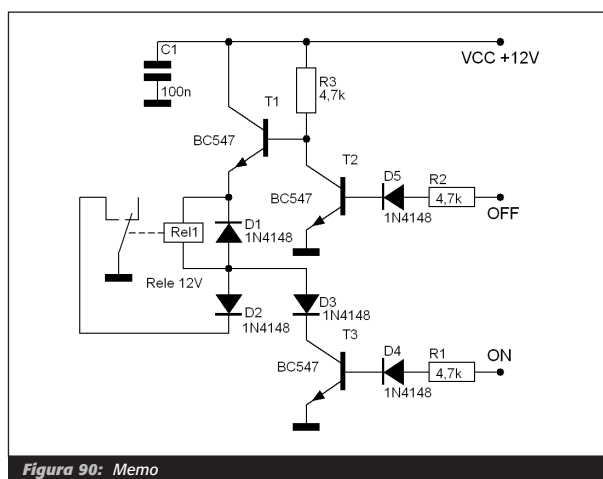 C1
100n
VCC +12V
R3
4,7k
T1
BC547
T2
BC547
D5
1N4148
R2
4,7k
OFF
Rel1
D1
1N4148
Rele 12V
D2
1N4148
D3
1N4148
T3
BC547
D4
1N4148
R1
4,7k
ON
Figura 90: Memo